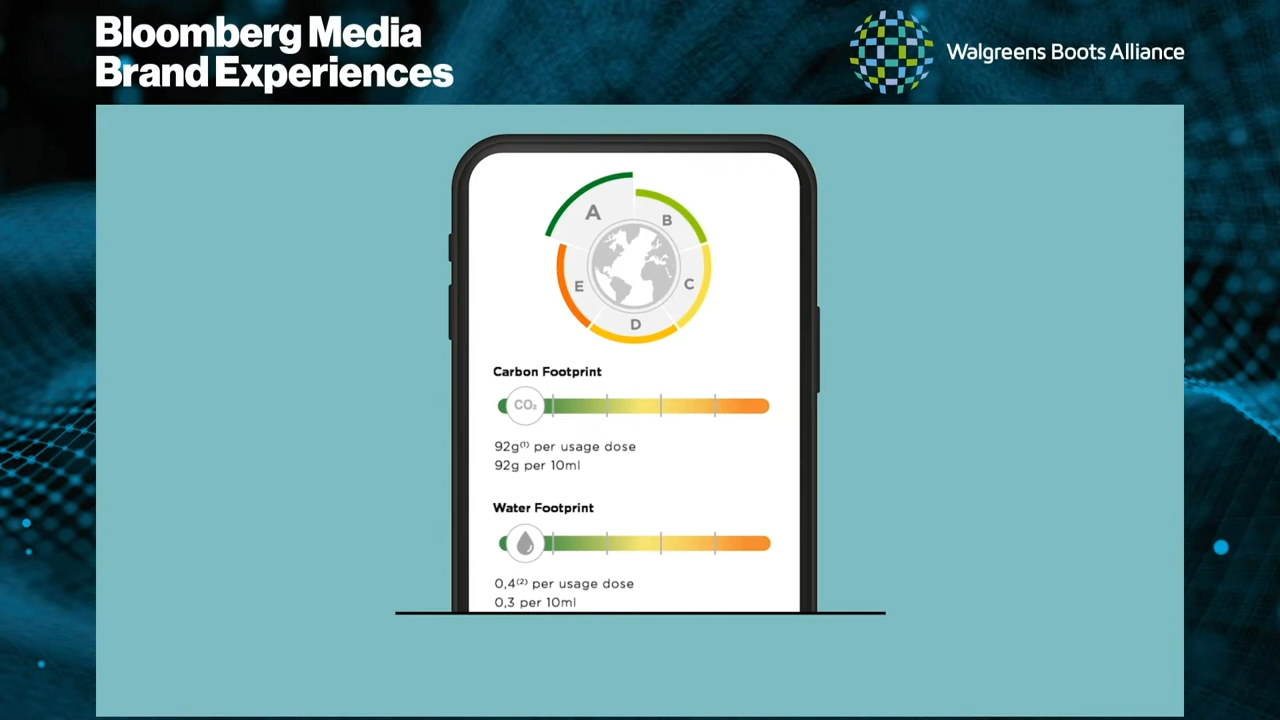 Bloomberg Media
Brand Experiences
Walgreens Boots Alliance
A
B
E
C
D
Carbon Footprint
CO₂
92g⁽¹⁾ per usage dose
92g per 10ml
Water Footprint
0,4⁽²⁾ per usage dose
0,3 per 10ml